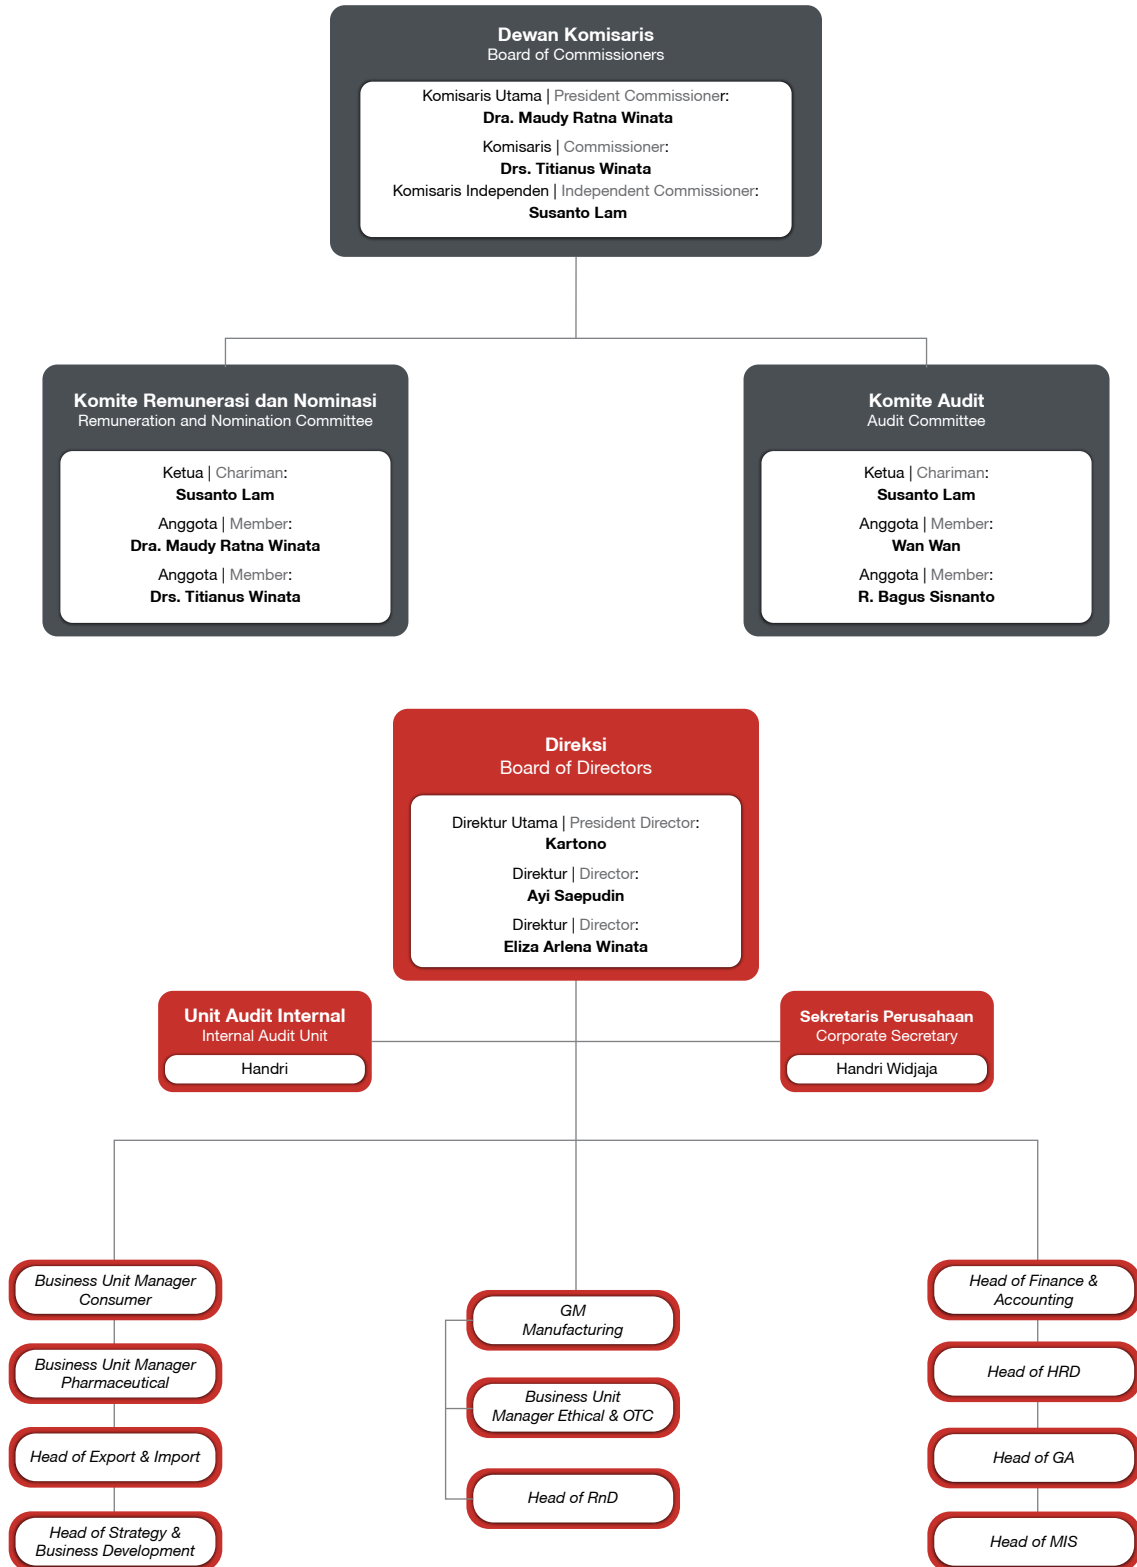 Dewan Komisaris
Board of Commissioners
Komisaris Utama | President Commissioner:
Dra. Maudy Ratna Winata
Komisaris | Commissioner:
Drs. Titianus Winata
Komisaris Independen | Independent Commissioner:
Susanto Lam
Komite Remunerasi dan Nominasi
Remuneration and Nomination Committee
Ketua | Chariman:
Susanto Lam
Anggota | Member:
Dra. Maudy Ratna Winata
Anggota | Member:
Drs. Titianus Winata
Komite Audit
Audit Committee
Ketua | Chariman:
Susanto Lam
Anggota | Member:
Wan Wan
Anggota | Member:
R. Bagus Sisnanto
Direksi
Board of Directors
Direktur Utama | President Director:
Kartono
Direktur | Director:
Ayi Saepudin
Direktur | Director:
Eliza Arlena Winata
Unit Audit Internal
Internal Audit Unit
Handri
Sekretaris Perusahaan
Corporate Secretary
Handri Widjaja
Business Unit Manager
Consumer
Business Unit Manager
Pharmaceutical
Head of Export & Import
Head of Strategy &
Business Development
GM
Manufacturing
Business Unit
Manager Ethical & OTC
Head of RnD
Head of Finance &
Accounting
Head of HRD
Head of GA
Head of MIS